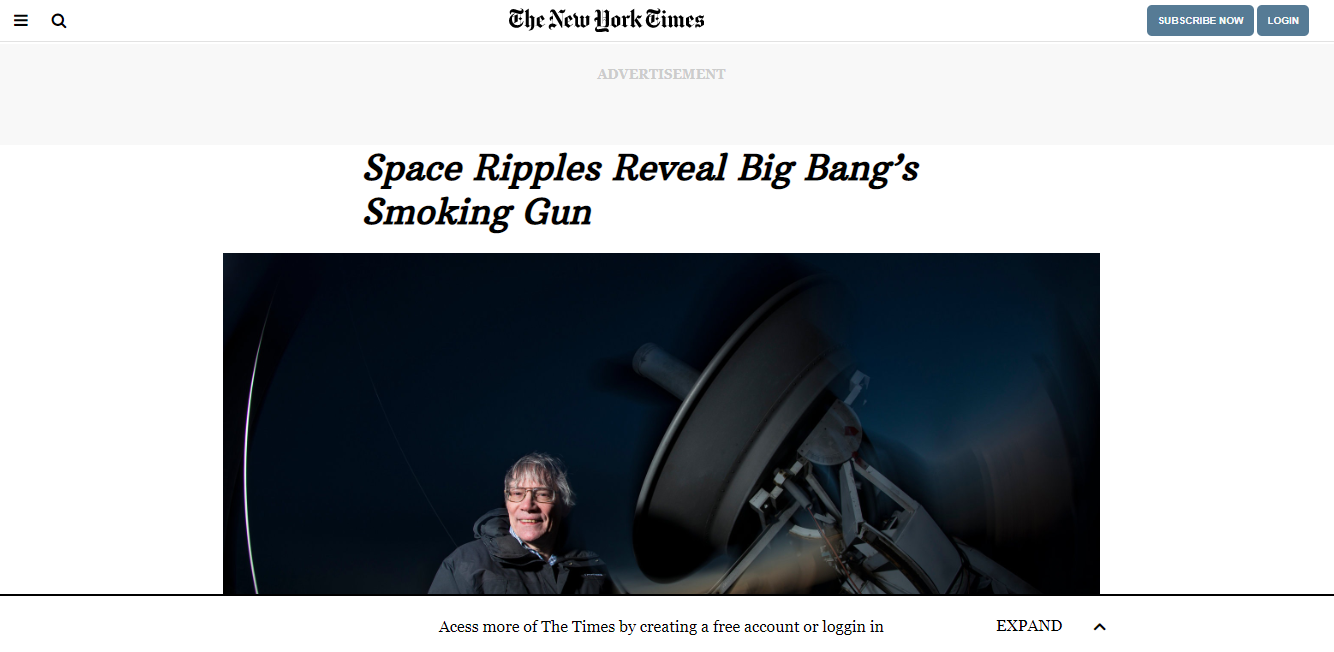 The New York Times
SUBSCRIBE NOW
LOGIN
ADVERTISEMENT
Space Ripples Reveal Big Bang’s
Smoking Gun
Acess more of The Times by creating a free account or loggin in
EXPAND